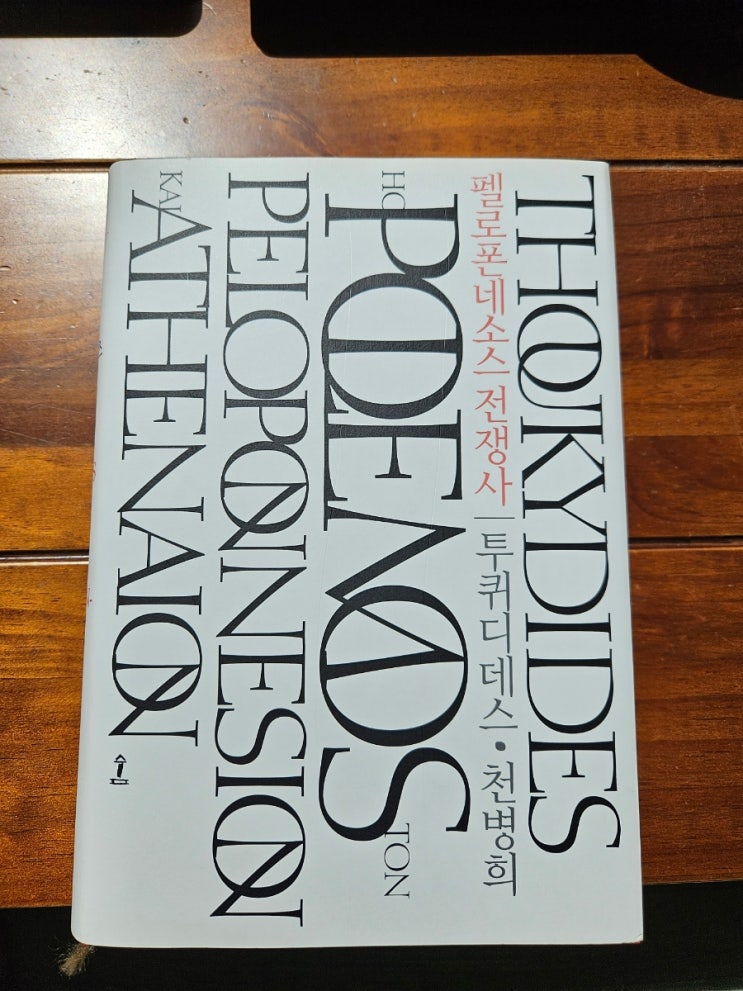 THOUKYDIDES
펠로폰네소스 전쟁사 | 투퀴디데스 • 천병희
HO POLEMOS TON
PELOPONNESION
KAI ATHENAION